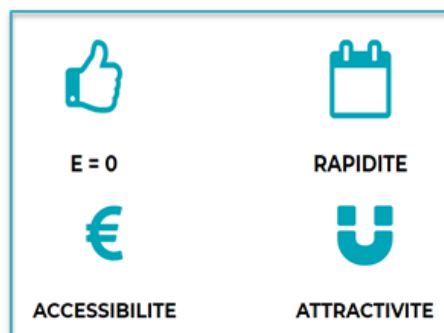 E = 0
RAPIDITE
€
ACCESSIBILITE
ATTRACTIVITE